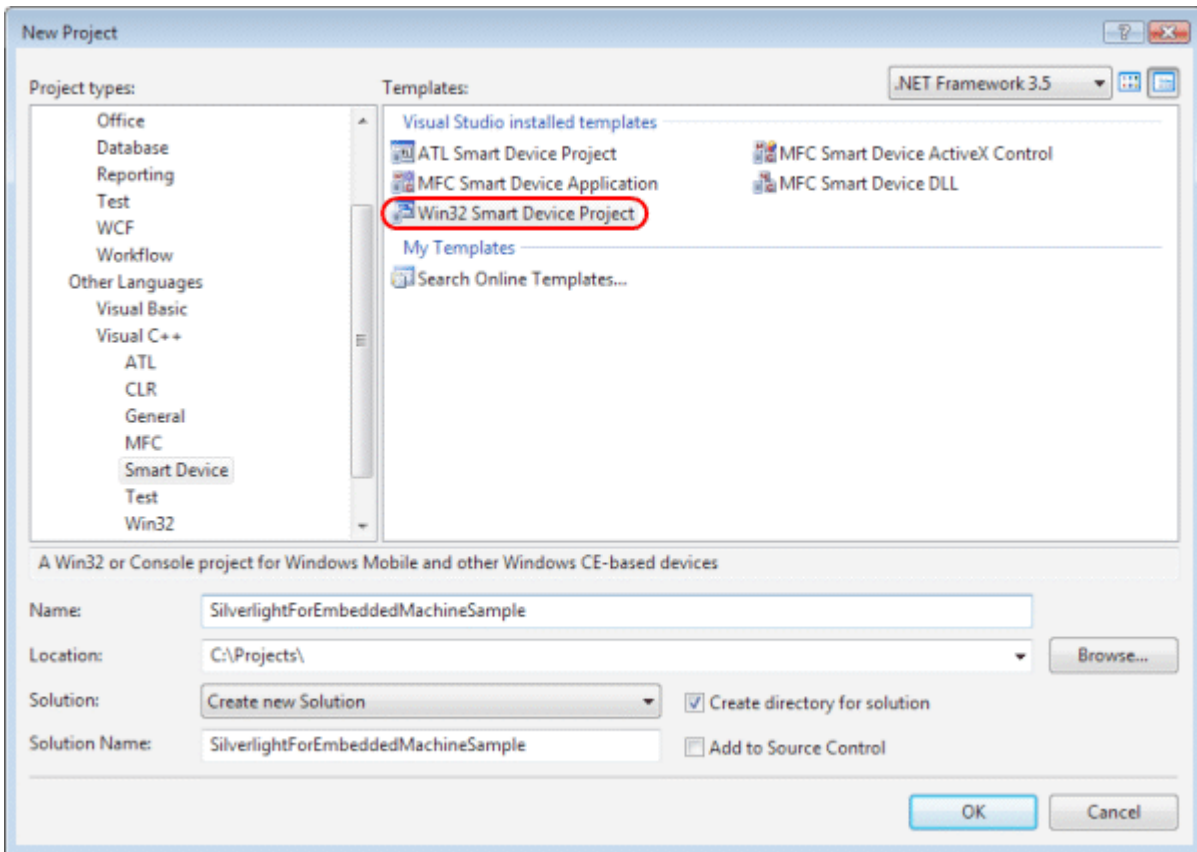 New Project
Project types:
Templates:
.NET Framework 3.5
Office
Database
Reporting
Test
WCF
Workflow
Other Languages
Visual Basic
Visual C++
ATL
CLR
General
MFC
Smart Device
Test
Win32
Visual Studio installed templates
ATL Smart Device Project
MFC Smart Device ActiveX Control
MFC Smart Device Application
MFC Smart Device DLL
Win32 Smart Device Project
My Templates
Search Online Templates...
A Win32 or Console project for Windows Mobile and other Windows CE-based devices
Name:
SilverlightForEmbeddedMachineSample
Location:
C:\Projects\
Browse...
Solution:
Create new Solution
Create directory for solution
Solution Name:
SilverlightForEmbeddedMachineSample
Add to Source Control
OK
Cancel